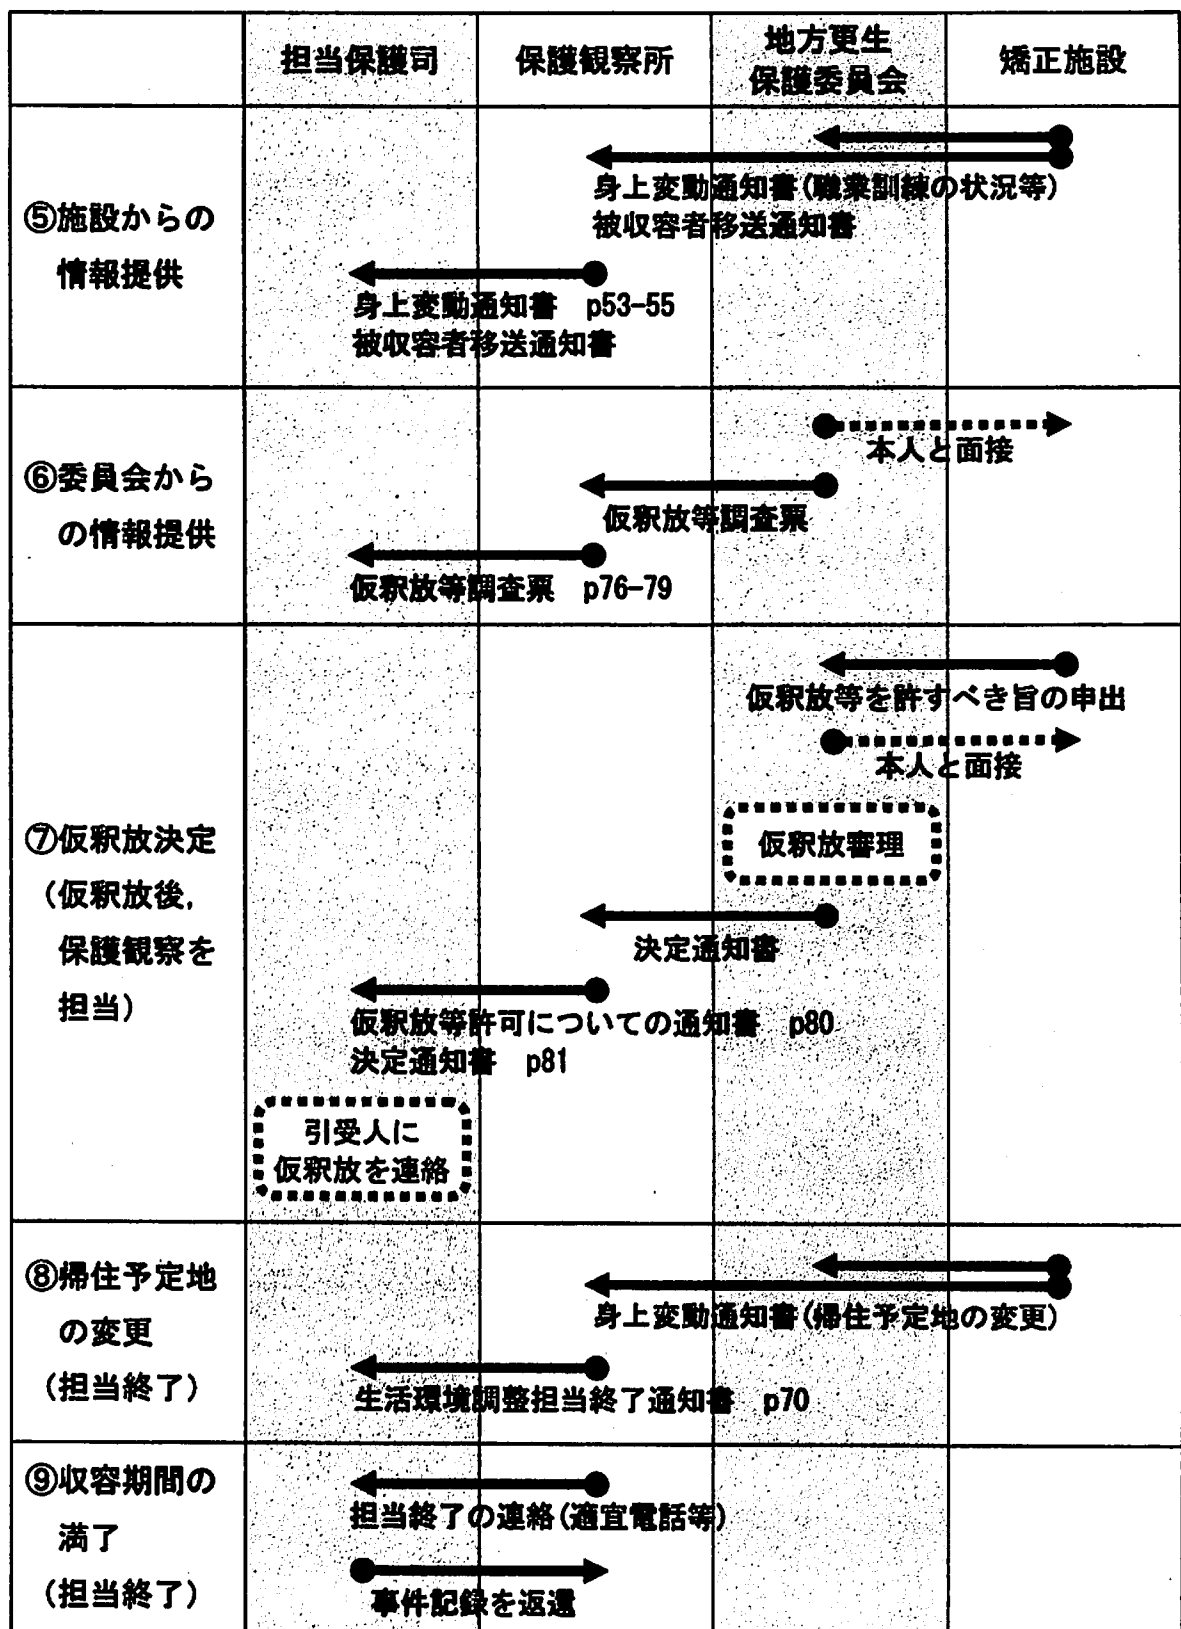 担当保護司
保護観察所
地方更生
保護委員会
矯正施設
⑤施設からの
情報提供
身上変動通知書(職業訓練の状況等)
被収容者移送通知書
身上変動通知書 p53-55
被収容者移送通知書
⑥委員会から
の情報提供
本人と面接
仮釈放等調査票
仮釈放等調査票 p76-79
⑦仮釈放決定
(仮釈放後,
保護観察を
担当)
仮釈放等を許すべき旨の申出
本人と面接
仮釈放審理
決定通知書
仮釈放等許可についての通知書 p80
決定通知書 p81
引受人に
仮釈放を連絡
⑧帰住予定地
の変更
(担当終了)
身上変動通知書(帰住予定地の変更)
生活環境調整担当終了通知書 p70
⑨収容期間の
満了
(担当終了)
担当終了の連絡(適宜電話等)
事件記録を返還